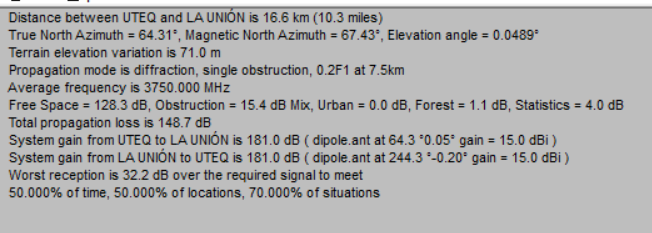 Distance between UTEQ and LA UNIÓN is 16.6 km (10.3 miles)
True North Azimuth = 64.31°, Magnetic North Azimuth = 67.43°, Elevation angle = 0.0489°
Terrain elevation variation is 71.0 m
Propagation mode is diffraction, single obstruction, 0.2F1 at 7.5km
Average frequency is 3750.000 MHz
Free Space = 128.3 dB, Obstruction = 15.4 dB Mix, Urban = 0.0 dB, Forest = 1.1 dB, Statistics = 4.0 dB
Total propagation loss is 148.7 dB
System gain from UTEQ to LA UNIÓN is 181.0 dB ( dipole.ant at 64.3 °0.05° gain = 15.0 dBi )
System gain from LA UNIÓN to UTEQ is 181.0 dB ( dipole.ant at 244.3 °-0.20° gain = 15.0 dBi )
Worst reception is 32.2 dB over the required signal to meet
50.000% of time, 50.000% of locations, 70.000% of situations